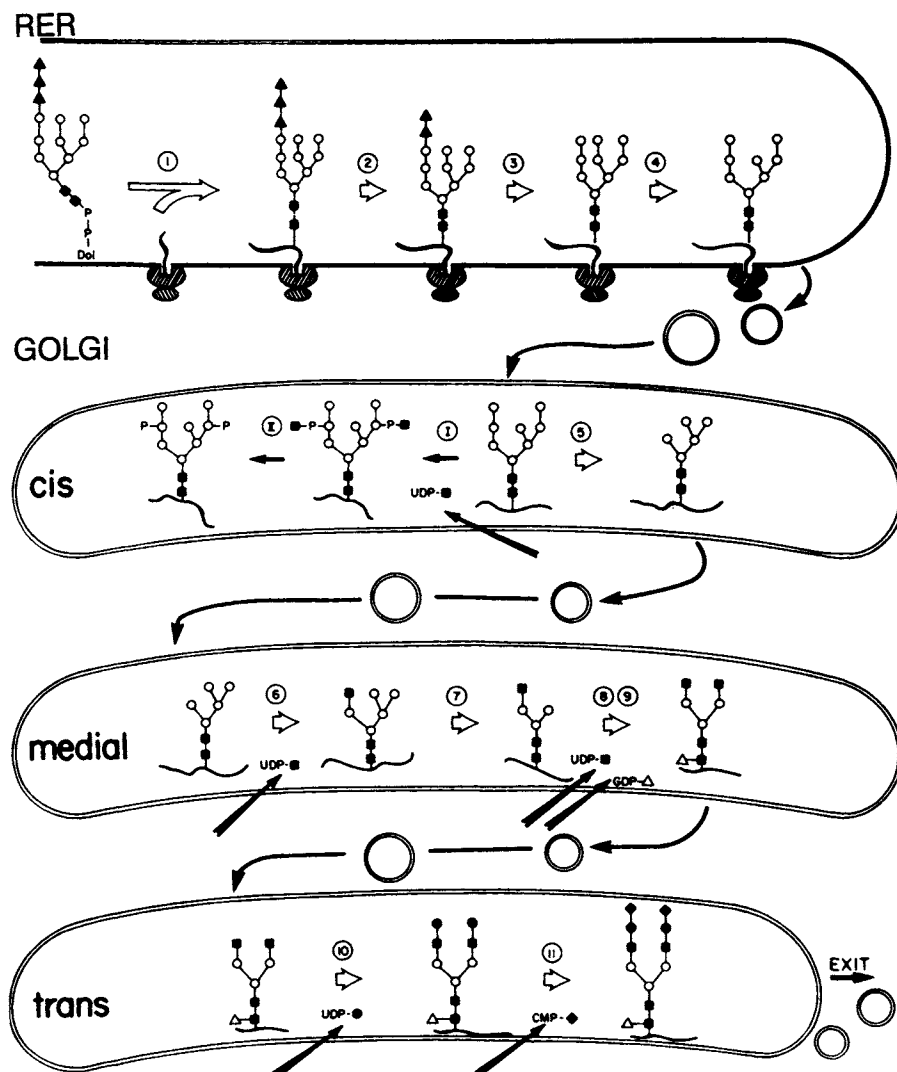 RER
①
②
③
④
P
P
Dol
GOLGI
P
P
II
P
P
I
⑤
UDP-
cis
medial
⑥
⑦
⑧ ⑨
UDP-
UDP-
GDP-
trans
⑩
⑪
UDP-
CMP-
EXIT